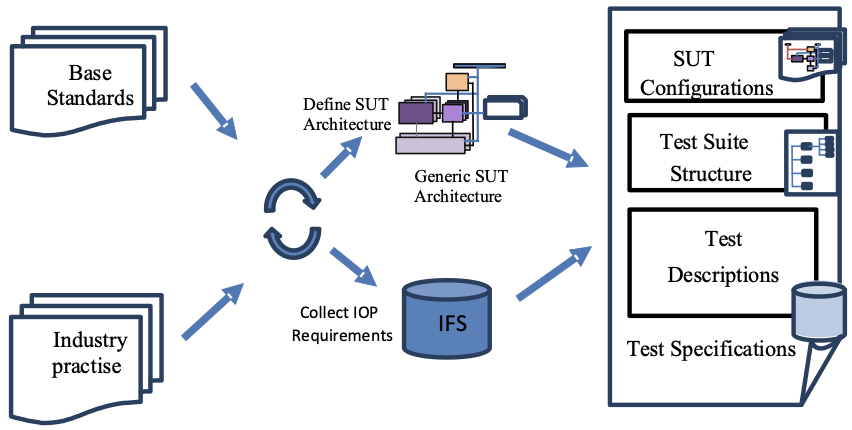 Base
Standards
Define SUT
Architecture
Generic SUT
Architecture
Industry
practise
Collect IOP
Requirements
IFS
SUT
Configurations
Test Suite
Structure
Test
Descriptions
Test Specifications